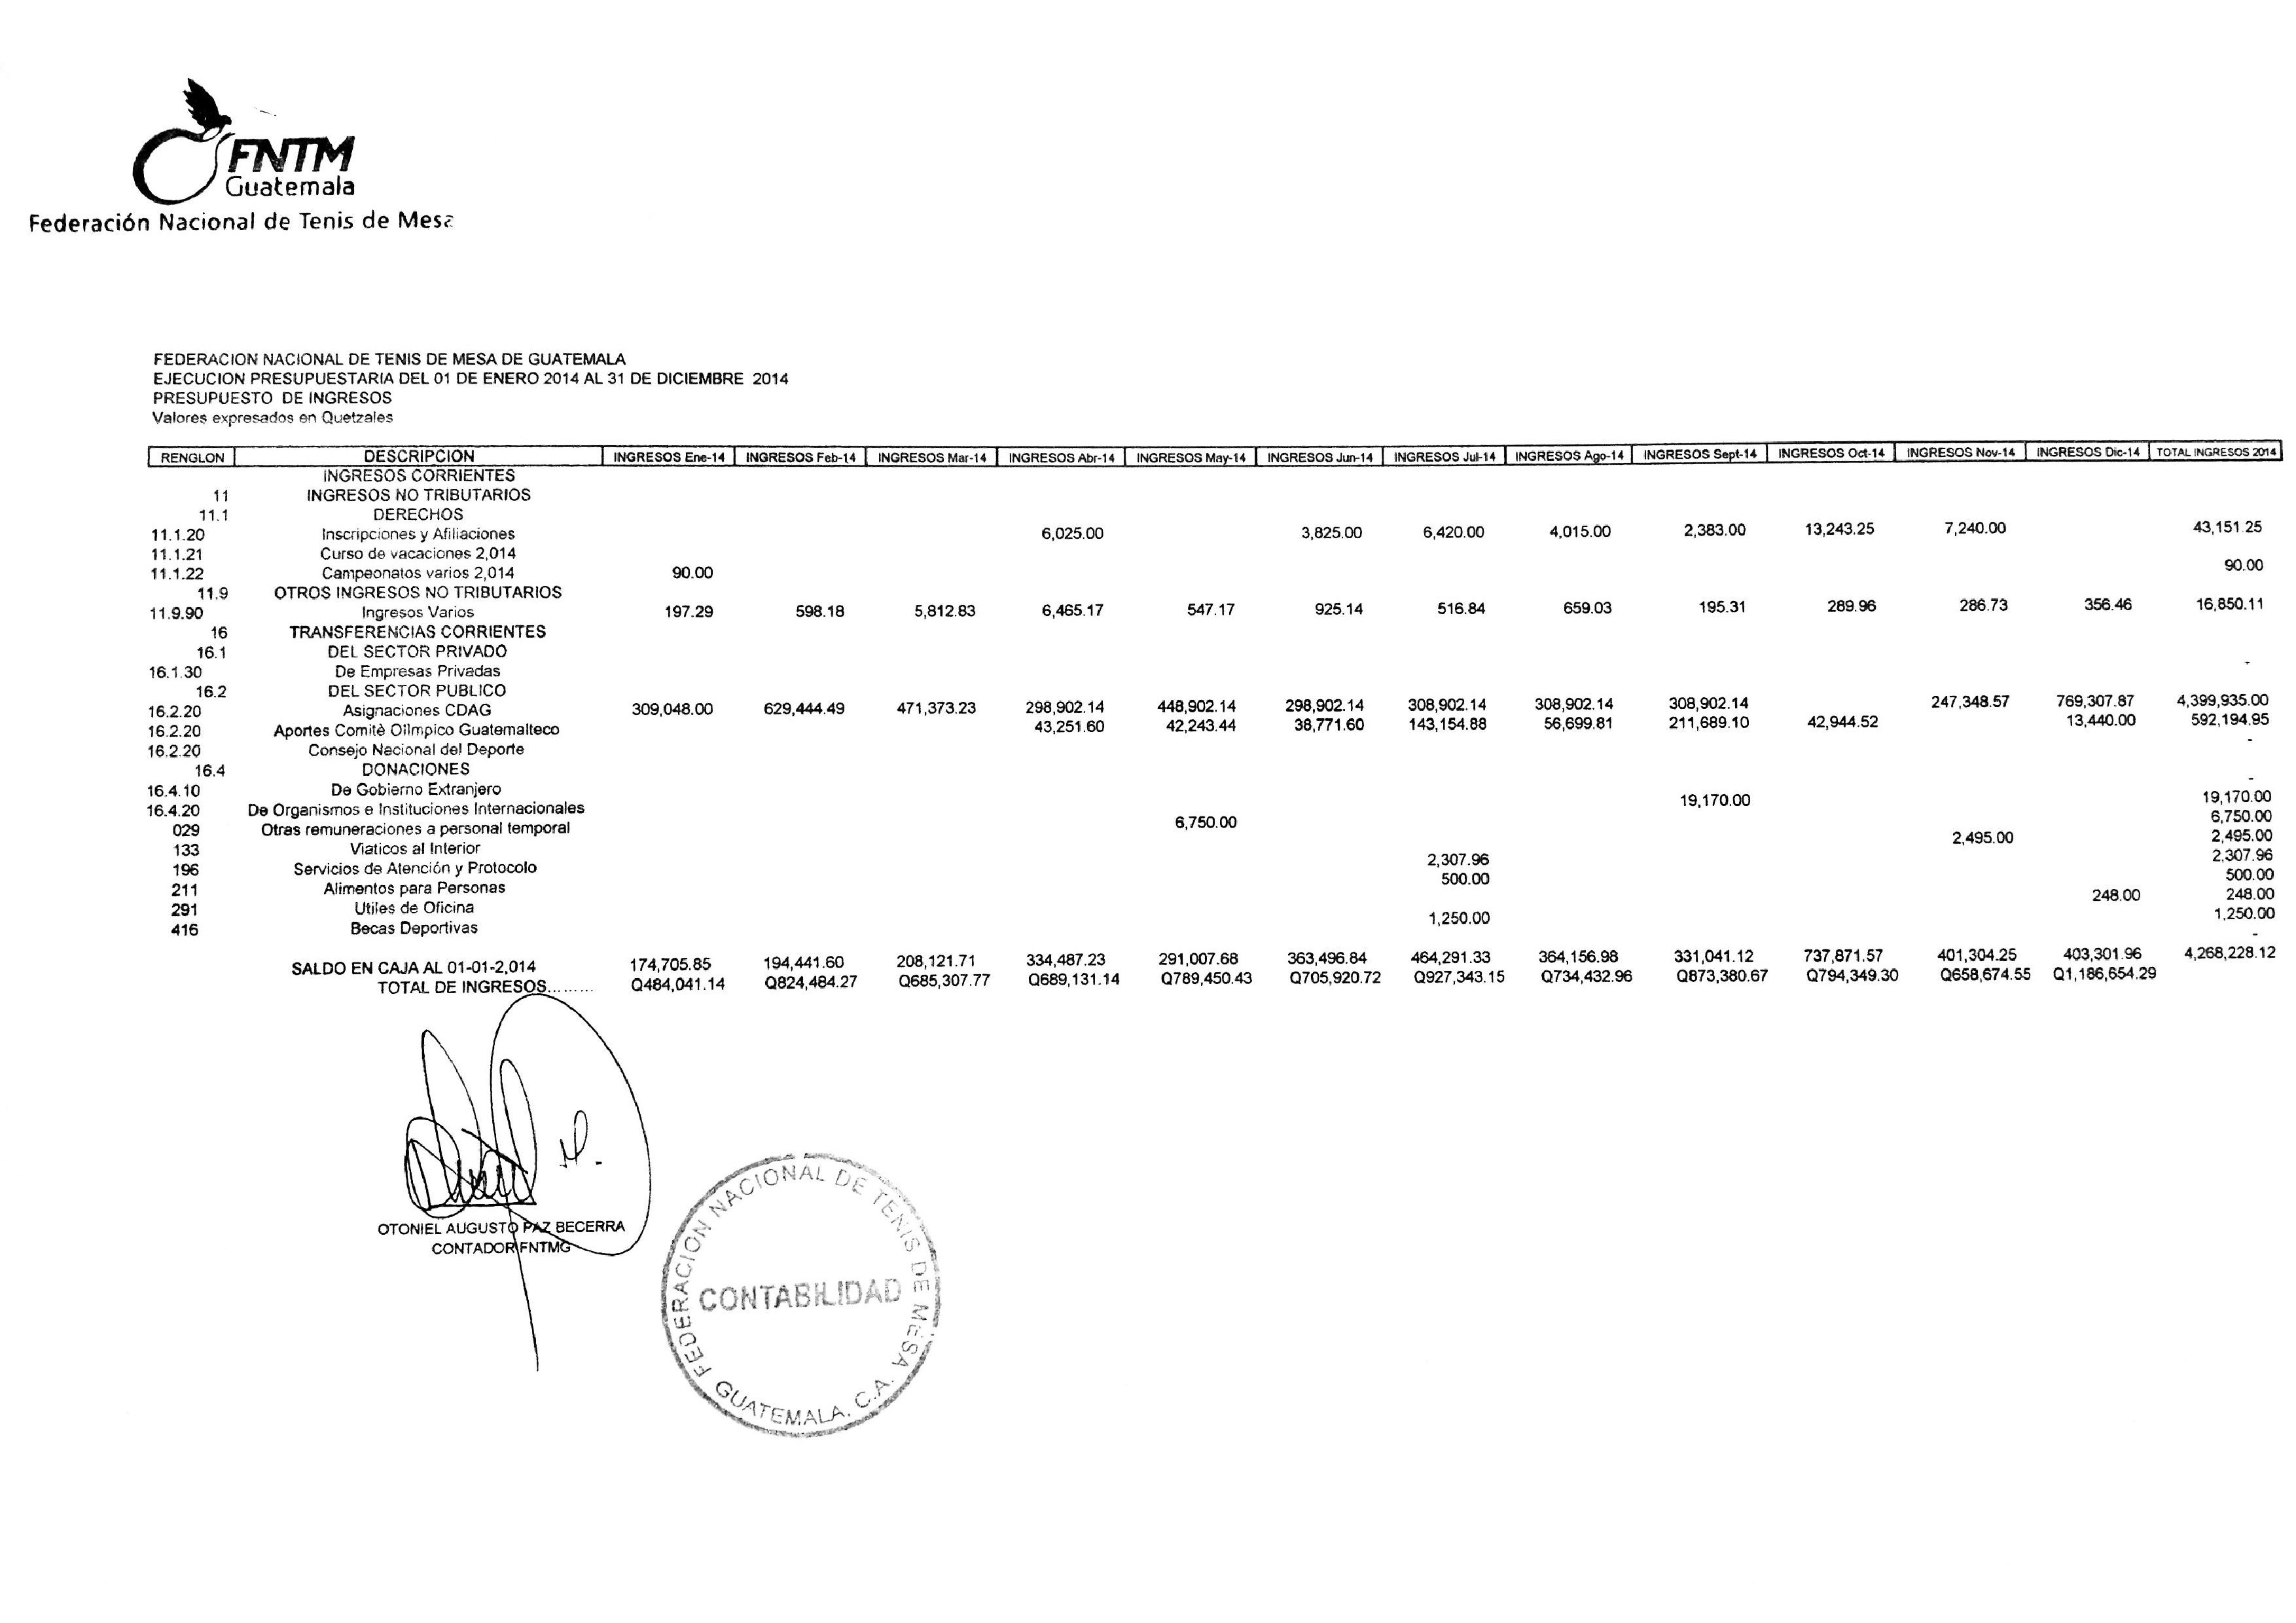 FNTM
Guatemala
Federación Nacional de Tenis de Mesa
FEDERACION NACIONAL DE TENIS DE MESA DE GUATEMALA
EJECUCION PRESUPUESTARIA DEL 01 DE ENERO 2014 AL 31 DE DICIEMBRE 2014
PRESUPUESTO DE INGRESOS
Valores expresados en Quetzales
RENGLON DESCRIPCION INGRESOS Ene-14 INGRESOS Feb-14 INGRESOS Mar-14 INGRESOS Abr-14 INGRESOS May-14 INGRESOS Jun-14 INGRESOS Jul-14 INGRESOS Ago-14 INGRESOS Sept-14 INGRESOS Oct-14 INGRESOS Nov-14 INGRESOS Dic-14 TOTAL INGRESOS 2014
INGRESOS CORRIENTES
11 INGRESOS NO TRIBUTARIOS
11.1 DERECHOS
11.1.20 Inscripciones y Afiliaciones 6,025.00 3,825.00 6,420.00 4,015.00 2,383.00 13,243.25 7,240.00 43,151.25
11.1.21 Curso de vacaciones 2,014
11.1.22 Campeonatos varios 2,014 90.00 90.00
11.9 OTROS INGRESOS NO TRIBUTARIOS
11.9.90 Ingresos Varios 197.29 598.18 5,812.83 6,465.17 547.17 925.14 516.84 659.03 195.31 289.96 286.73 356.46 16,850.11
16 TRANSFERENCIAS CORRIENTES
16.1 DEL SECTOR PRIVADO
16.1.30 De Empresas Privadas -
16.2 DEL SECTOR PUBLICO
16.2.20 Asignaciones CDAG 309,048.00 629,444.49 471,373.23 298,902.14 448,902.14 298,902.14 308,902.14 308,902.14 308,902.14 247,348.57 769,307.87 4,399,935.00
16.2.20 Aportes Comitè Oilmpico Guatemalteco 43,251.60 42,243.44 38,771.60 143,154.88 56,699.81 211,689.10 42,944.52 13,440.00 592,194.95
16.2.20 Consejo Nacional del Deporte -
16.4 DONACIONES
16.4.10 De Gobierno Extranjero -
16.4.20 De Organismos e Instituciones Internacionales 19,170.00 19,170.00
029 Otras remuneraciones a personal temporal 6,750.00 6,750.00
133 Viaticos al Interior 2,495.00 2,495.00
196 Servicios de Atención y Protocolo 2,307.96 2,307.96
211 Alimentos para Personas 500.00 500.00
291 Utiles de Oficina 248.00 248.00
416 Becas Deportivas 1,250.00 1,250.00
-
SALDO EN CAJA AL 01-01-2,014 174,705.85 194,441.60 208,121.71 334,487.23 291,007.68 363,496.84 464,291.33 364,156.98 331,041.12 737,871.57 401,304.25 403,301.96 4,268,228.12
TOTAL DE INGRESOS......... Q484,041.14 Q824,484.27 Q685,307.77 Q689,131.14 Q789,450.43 Q705,920.72 Q927,343.15 Q734,432.96 Q873,380.67 Q794,349.30 Q658,674.55 Q1,186,654.29
OTONIEL AUGUSTO PAZ BECERRA
CONTADOR FNTMG
FEDERACION NACIONAL DE TENIS DE MESA
CONTABILIDAD
GUATEMALA, C.A.